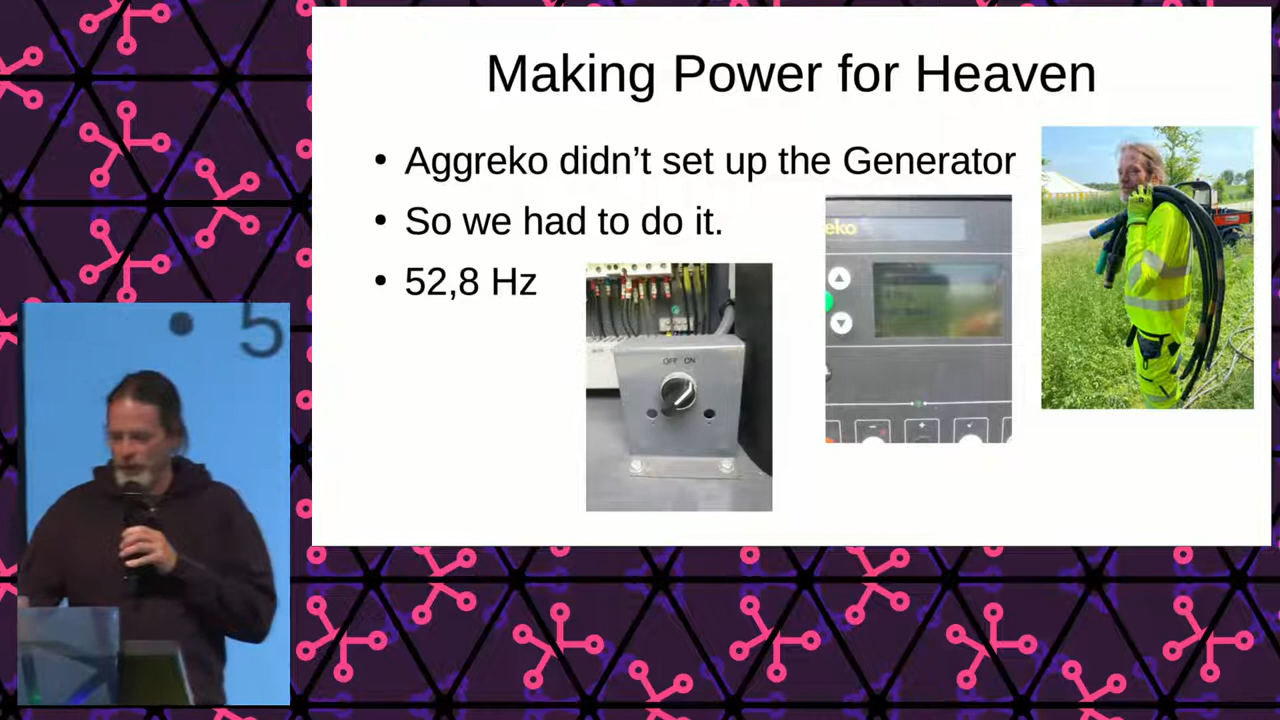 Making Power for Heaven
• Aggreko didn’t set up the Generator
• So we had to do it.
• 52,8 Hz
eko
OFF ON
• 5